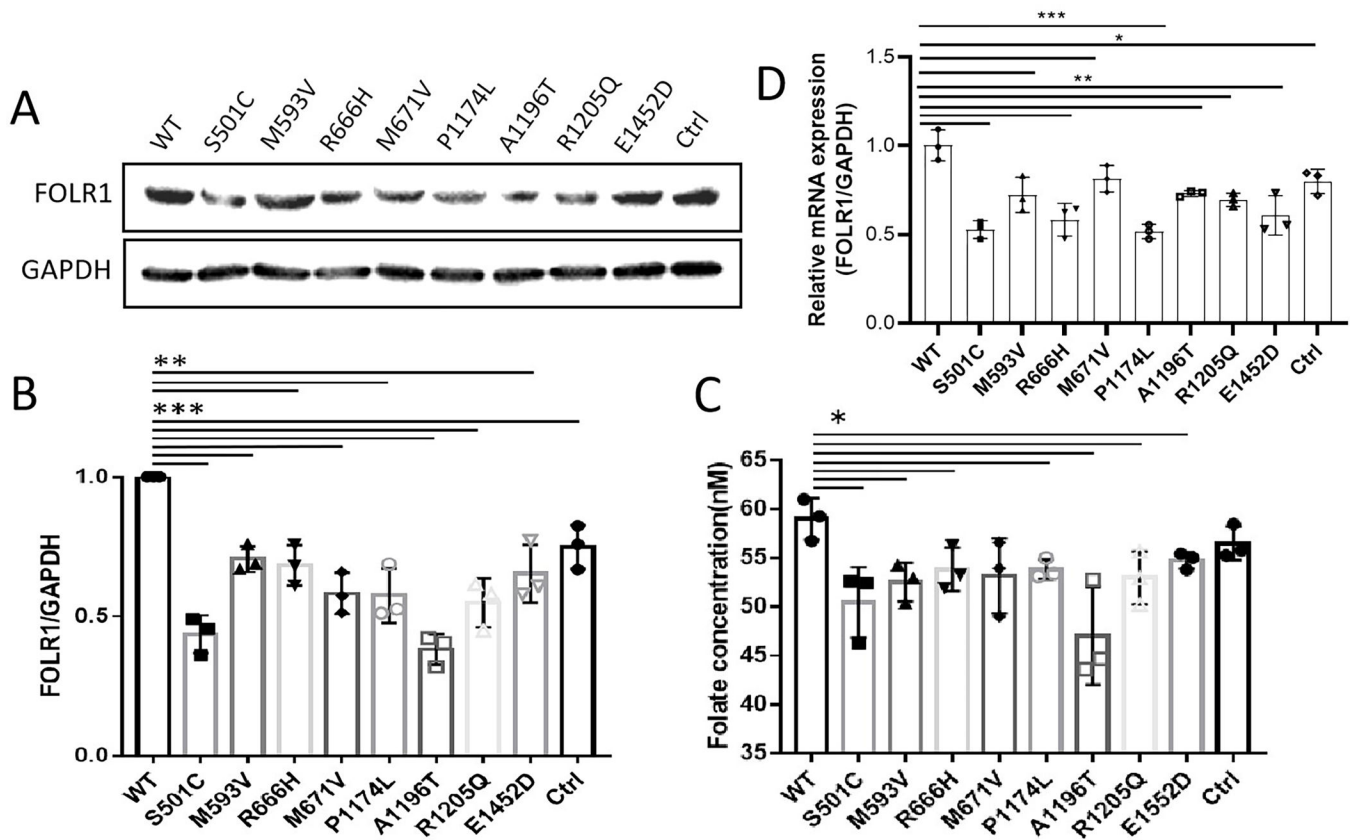 A
WT S501C M593V R666H M671V P1174L A1196T R1205Q E1452D Ctrl
FOLR1
GAPDH
D
***
*
**
Relative mRNA expression
(FOLR1/GAPDH)
1.5
1.0
0.5
0.0
WT S501C M593V R666H M671V P1174L A1196T R1205Q E1452D Ctrl
B
**
***
FOLR1/GAPDH
1.0
0.5
0.0
WT S501C M593V R666H M671V P1174L A1196T R1205Q E1452D Ctrl
C
*
Folate concentration(nM)
65
60
55
50
45
40
35
WT S501C M593V R666H M671V P1174L A1196T R1205Q E1552D Ctrl